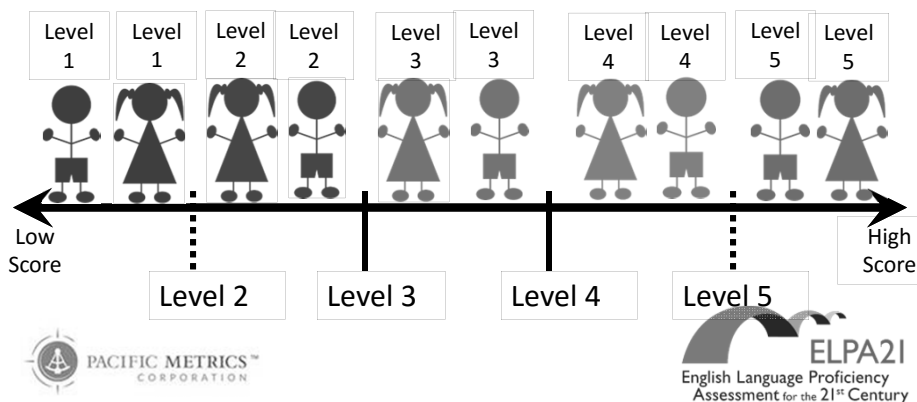 Level 1
Level 1
Level 2
Level 2
Level 3
Level 3
Level 4
Level 4
Level 5
Level 5
Low Score
High Score
Level 2
Level 3
Level 4
Level 5
PACIFIC METRICS™
CORPORATION
ELPA21
English Language Proficiency
Assessment for the 21st Century